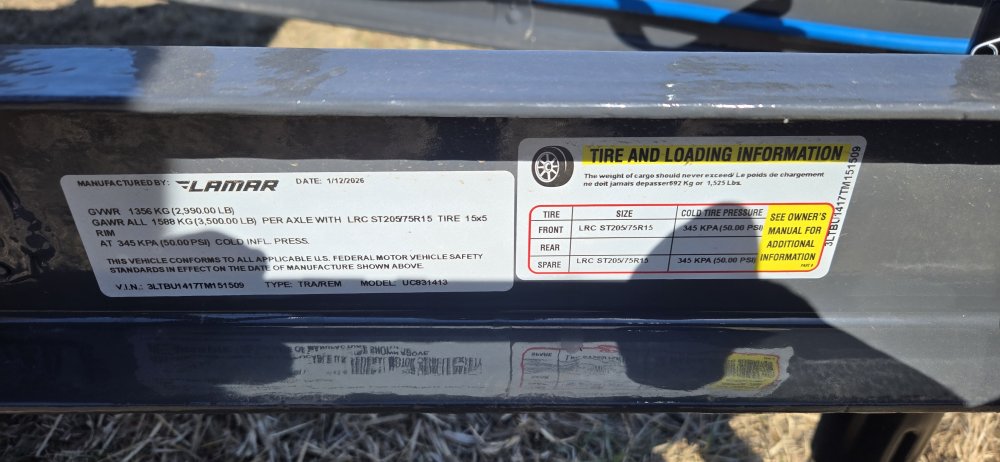 MANUFACTURED BY: LAMAR DATE: 1/12/2026
GVWR 1356 KG (2,990.00 LB)
GAWR ALL 1588 KG (3,500.00 LB) PER AXLE WITH LRC ST205/75R15 TIRE 15x5
RIM
AT 345 KPA (50.00 PSI) COLD INFL. PRESS.
THIS VEHICLE CONFORMS TO ALL APPLICABLE U.S. FEDERAL MOTOR VEHICLE SAFETY
STANDARDS IN EFFECT ON THE DATE OF MANUFACTURE SHOWN ABOVE.
V.I.N.: 3LTBU1417TM151509 TYPE: TRA/REM MODEL: UC831413
TIRE AND LOADING INFORMATION
The weight of cargo should never exceed/ Le poids de chargement
ne doit jamais depasser692 Kg or 1,525 Lbs.
TIRE SIZE COLD TIRE PRESSURE
FRONT LRC ST205/75R15 345 KPA (50.00 PSI)
REAR
SPARE LRC ST205/75R15 345 KPA (50.00 PSI)
SEE OWNER'S
MANUAL FOR
ADDITIONAL
INFORMATION
3LTBU1417TM151509